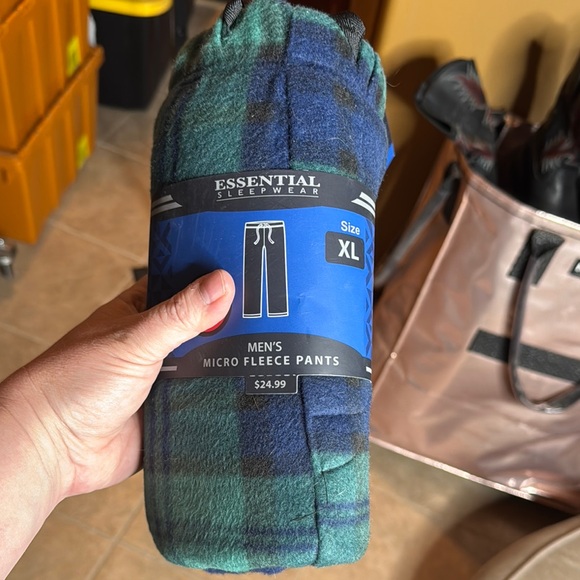 ESSENTIAL
SLEEPWEAR
Size
XL
MEN'S
MICRO FLEECE PANTS
$24.99